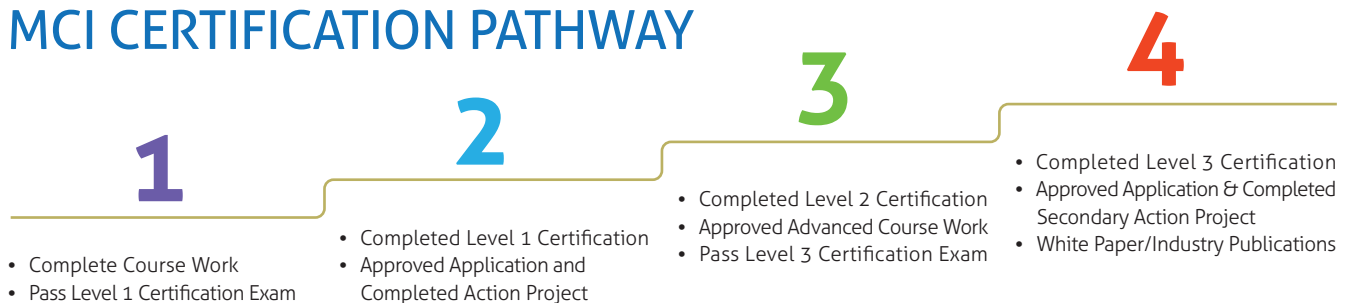 MCI CERTIFICATION PATHWAY
1
• Complete Course Work
• Pass Level 1 Certification Exam
2
• Completed Level 1 Certification
• Approved Application and
Completed Action Project
3
• Completed Level 2 Certification
• Approved Advanced Course Work
• Pass Level 3 Certification Exam
4
• Completed Level 3 Certification
• Approved Application & Completed
Secondary Action Project
• White Paper/Industry Publications